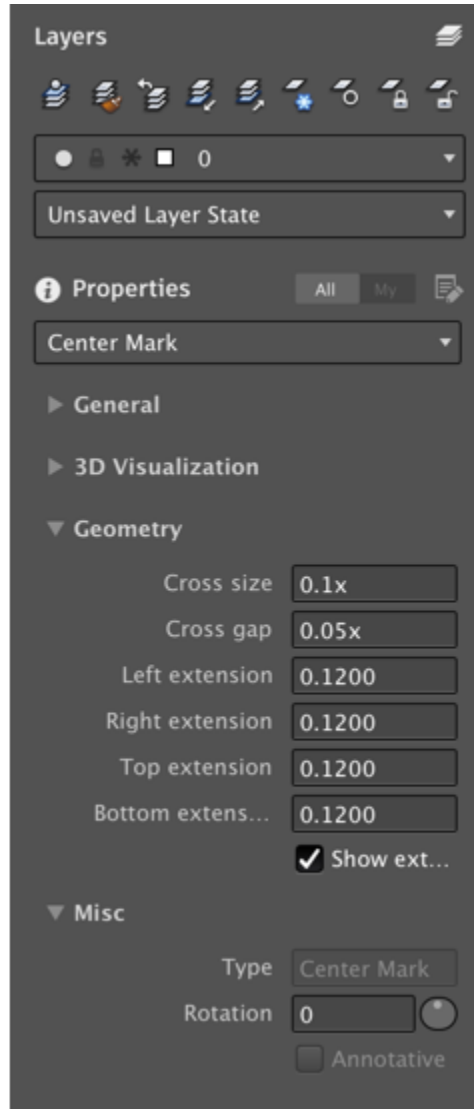 Layers
0
Unsaved Layer State
Properties All My
Center Mark
General
3D Visualization
Geometry
Cross size 0.1x
Cross gap 0.05x
Left extension 0.1200
Right extension 0.1200
Top extension 0.1200
Bottom extens... 0.1200
Show ext...
Misc
Type Center Mark
Rotation 0
Annotative